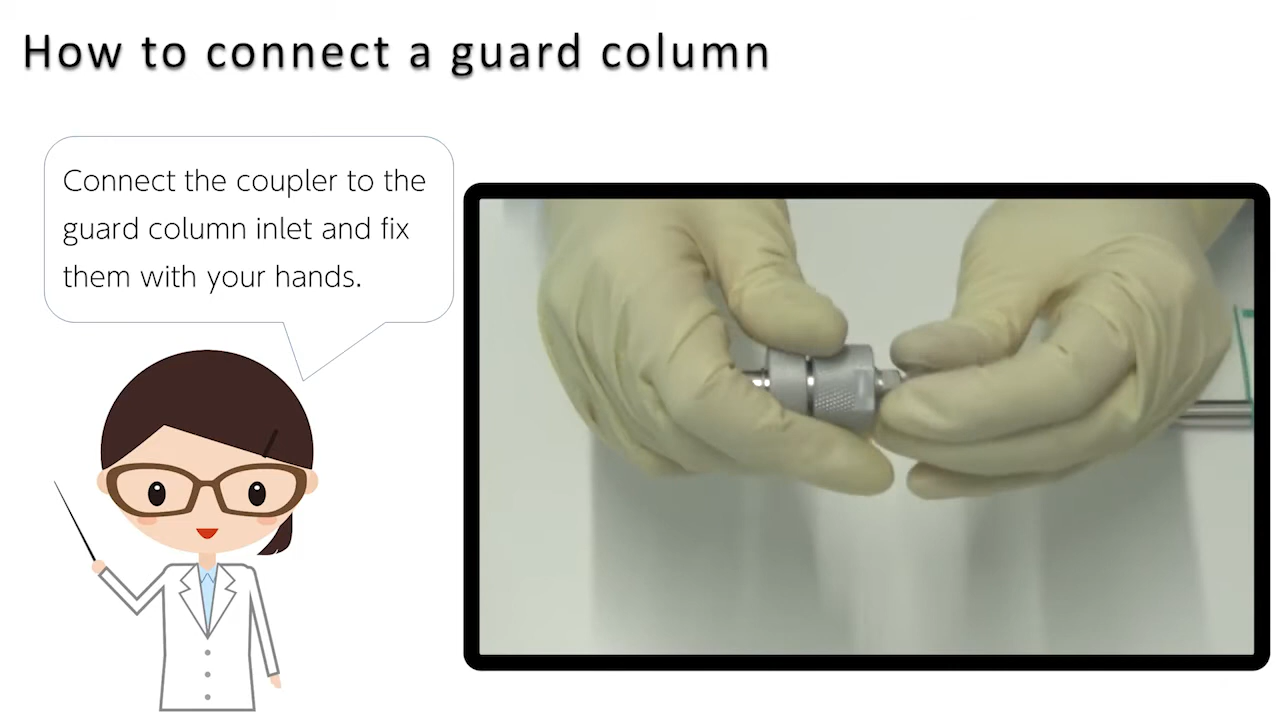 How to connect a guard column
Connect the coupler to the
guard column inlet and fix
them with your hands.